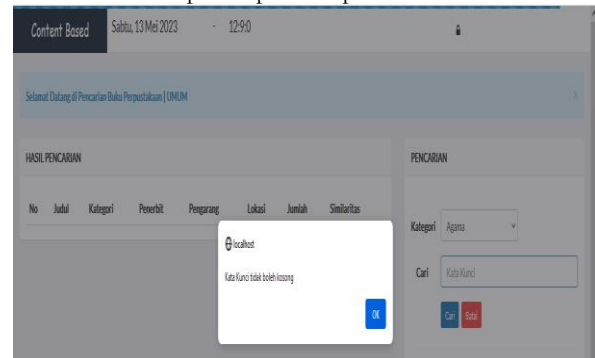 Content Based
Sabtu, 13 Mei 2023 - 12:9:0
Selamat Datang di Pencarian Buku Perpustakaan | UMUM
HASIL PENCARIAN
No Judul Kategori Penerbit Pengarang Lokasi Jumlah Similaritas
localhost
Kata Kunci tidak boleh kosong
OK
PENCARIAN
Kategori Agama
Cari Kata Kunci
Cari Batal